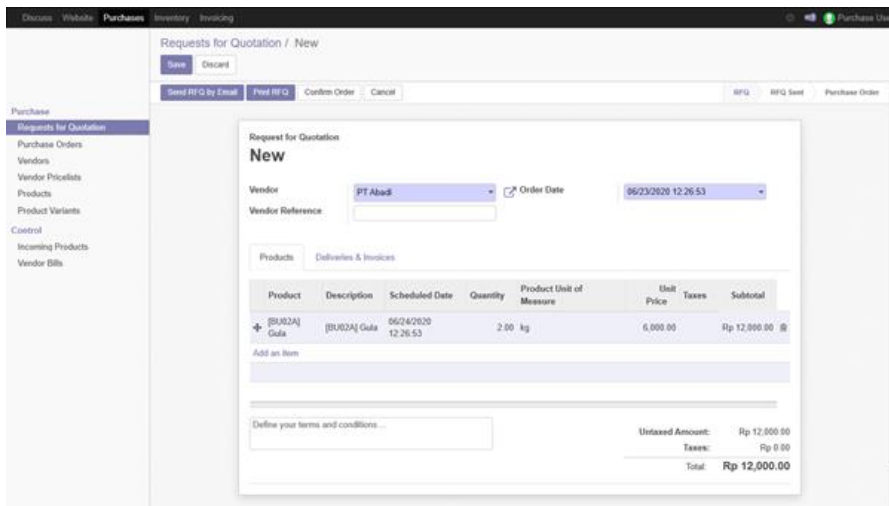 Discuss Website Purchases Inventory Invoicing
Purchase Use
Requests for Quotation / New
Save Discard
Send RFQ by Email Print RFQ Confirm Order Cancel
RFQ RFQ Sent Purchase Order
Purchase
Requests for Quotation
Purchase Orders
Vendors
Vendor Pricelists
Products
Product Variants
Control
Incoming Products
Vendor Bills
Request for Quotation
New
Vendor PT Abadi Order Date 06/23/2020 12:26:53
Vendor Reference
Products Deliveries & Invoices
Product Description Scheduled Date Quantity Product Unit of Measure Unit Price Taxes Subtotal
[BU02A] Gula [BU02A] Gula 06/24/2020 12:26:53 2.00 kg 6,000.00 Rp 12,000.00
Add an item
Define your terms and conditions ...
Untaxed Amount: Rp 12,000.00
Taxes: Rp 0.00
Total: Rp 12,000.00